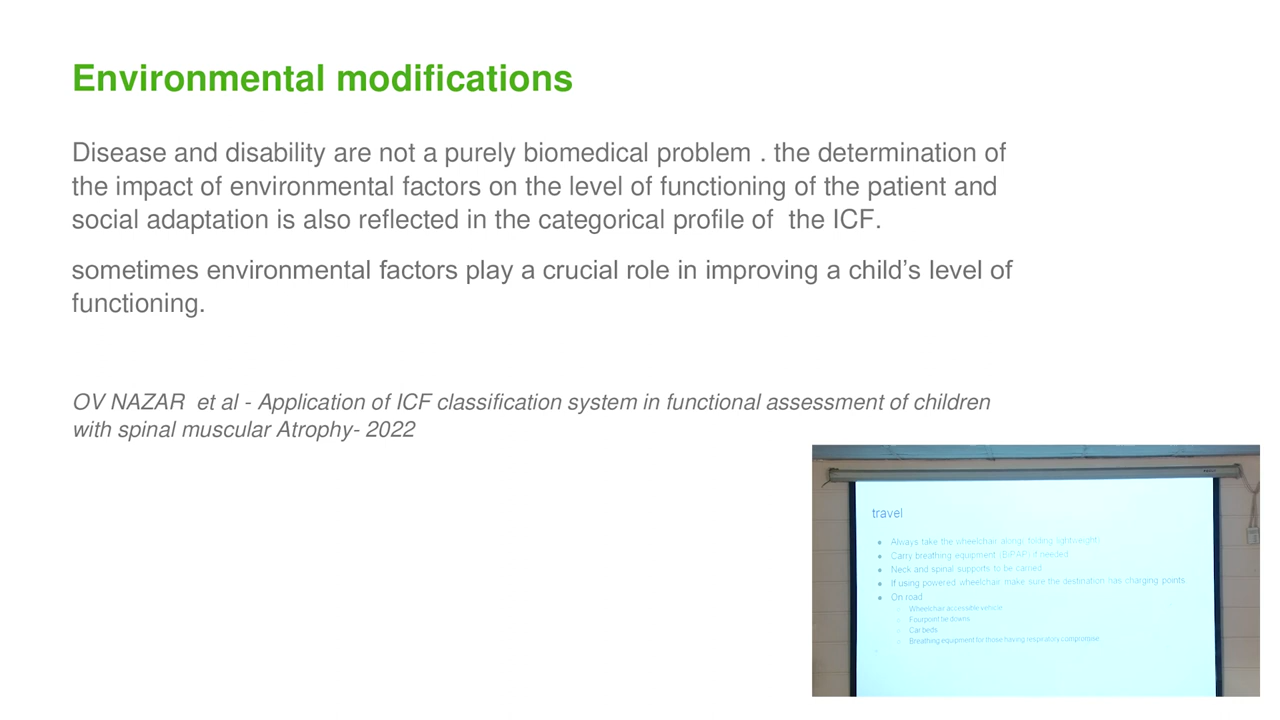 Environmental modifications
Disease and disability are not a purely biomedical problem . the determination of
the impact of environmental factors on the level of functioning of the patient and
social adaptation is also reflected in the categorical profile of  the ICF.
sometimes environmental factors play a crucial role in improving a child’s level of
functioning.
OV NAZAR  et al - Application of ICF classification system in functional assessment of children
with spinal muscular Atrophy- 2022
travel
Always take the wheelchair along( folding lightweight)
Carry breathing equipment (BiPAP) if needed
Neck and spinal supports to be carried
If using powered wheelchair make sure the destination has charging points
On road
Wheelchair accessible vehicle
Fourpoint tie downs
Car beds
Breathing equipment for those having respiratory compromise